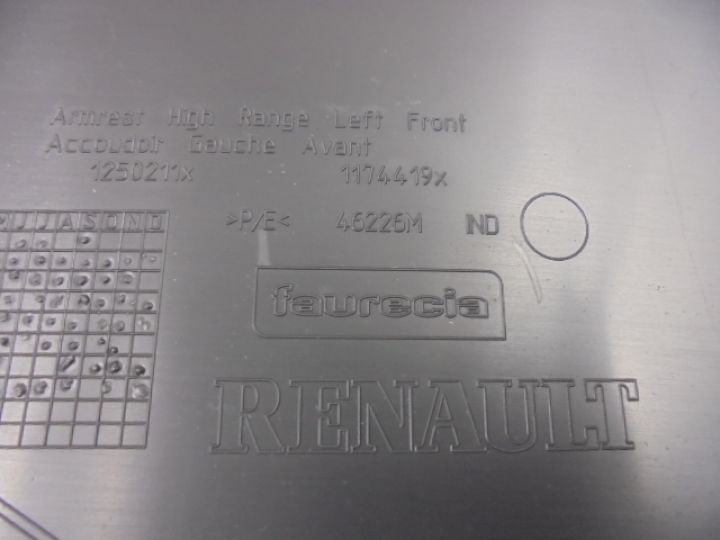 Armrest High Range Left Front
Accoudoir Gauche Avant
1250211x 1174419x
J J A S O N D
>P/E< 46226M IND
faurecia
RENAULT